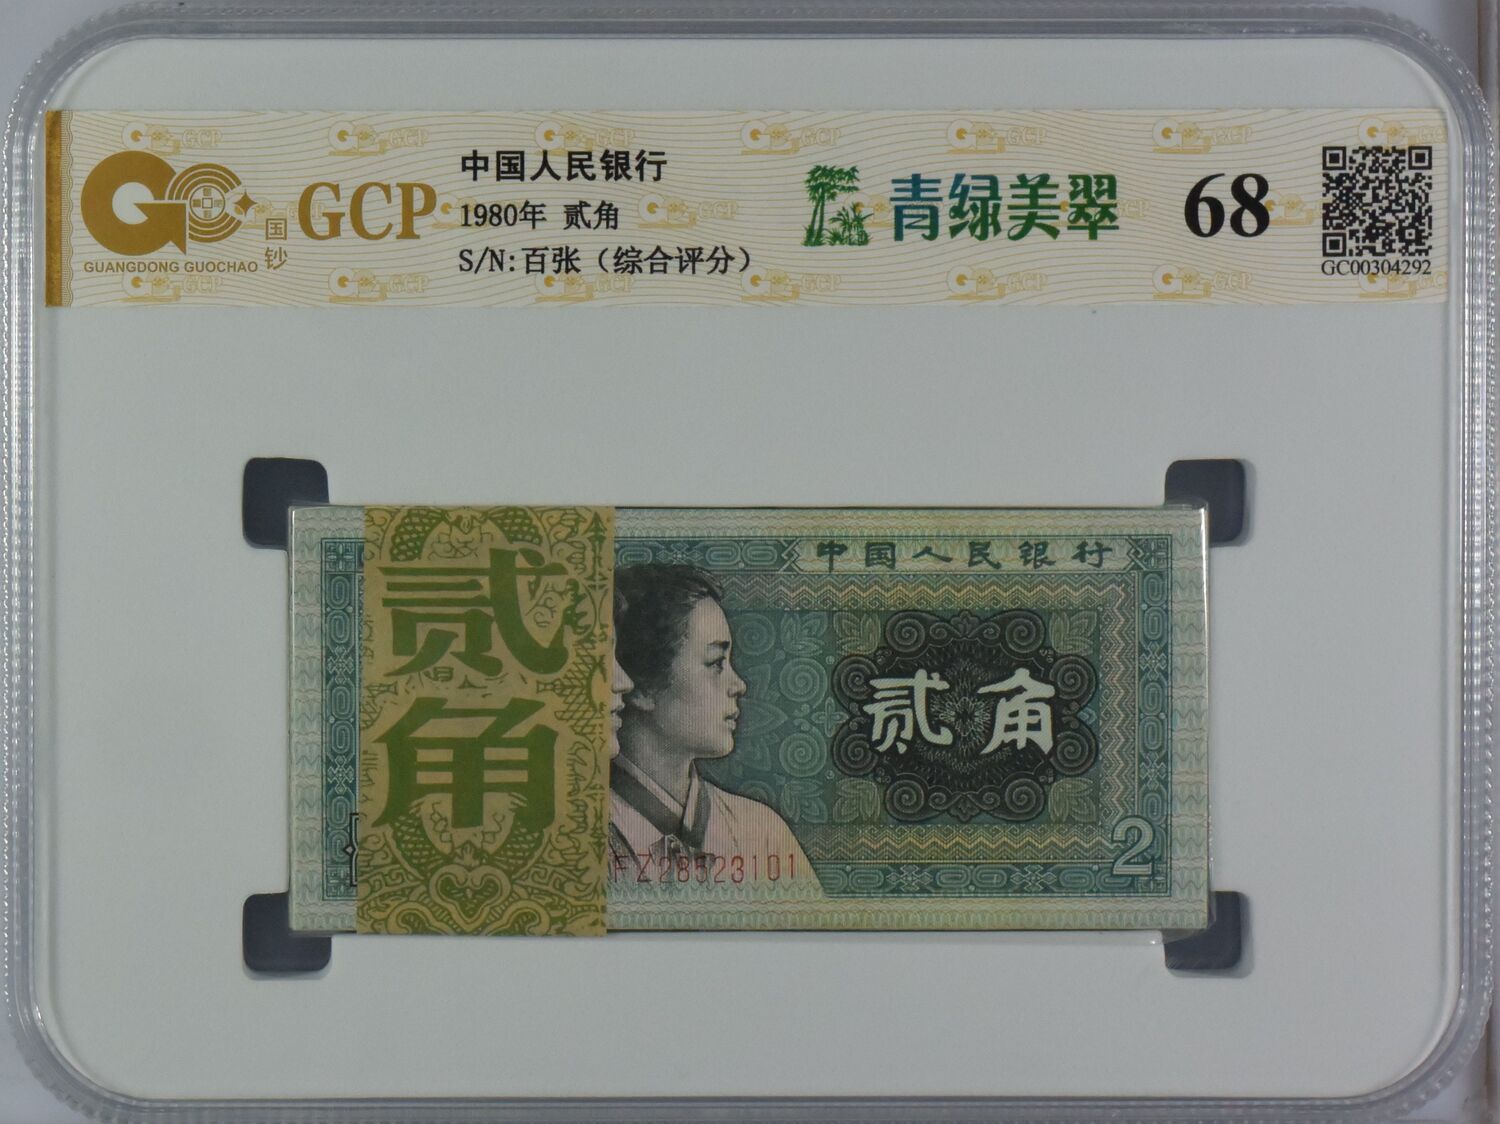 GCP
国钞
GUANGDONG GUOCHAO
中国人民银行
1980年 贰角
S/N: 百张（综合评分）
青绿美翠
68
GC00304292
贰角
中国人民银行
贰角
FZ28523101
2